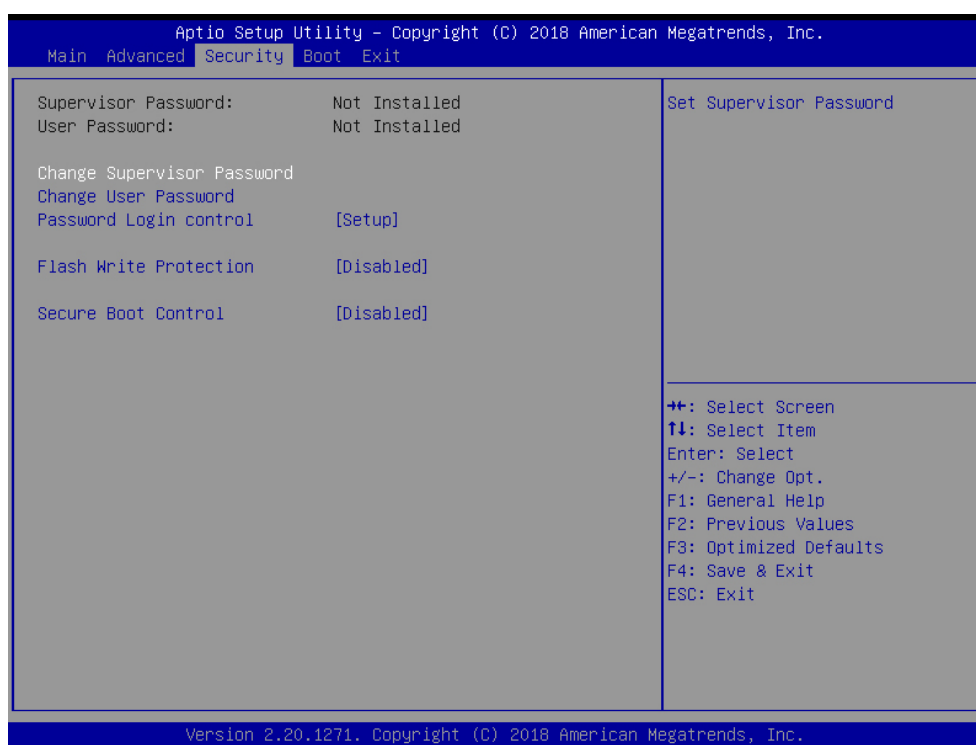 Aptio Setup Utility – Copyright (C) 2018 American Megatrends, Inc.
Main Advanced Security Boot Exit
Supervisor Password: Not Installed
User Password: Not Installed
Change Supervisor Password
Change User Password
Password Login control [Setup]
Flash Write Protection [Disabled]
Secure Boot Control [Disabled]
Set Supervisor Password
→←: Select Screen
↑↓: Select Item
Enter: Select
+/-: Change Opt.
F1: General Help
F2: Previous Values
F3: Optimized Defaults
F4: Save & Exit
ESC: Exit
Version 2.20.1271. Copyright (C) 2018 American Megatrends, Inc.